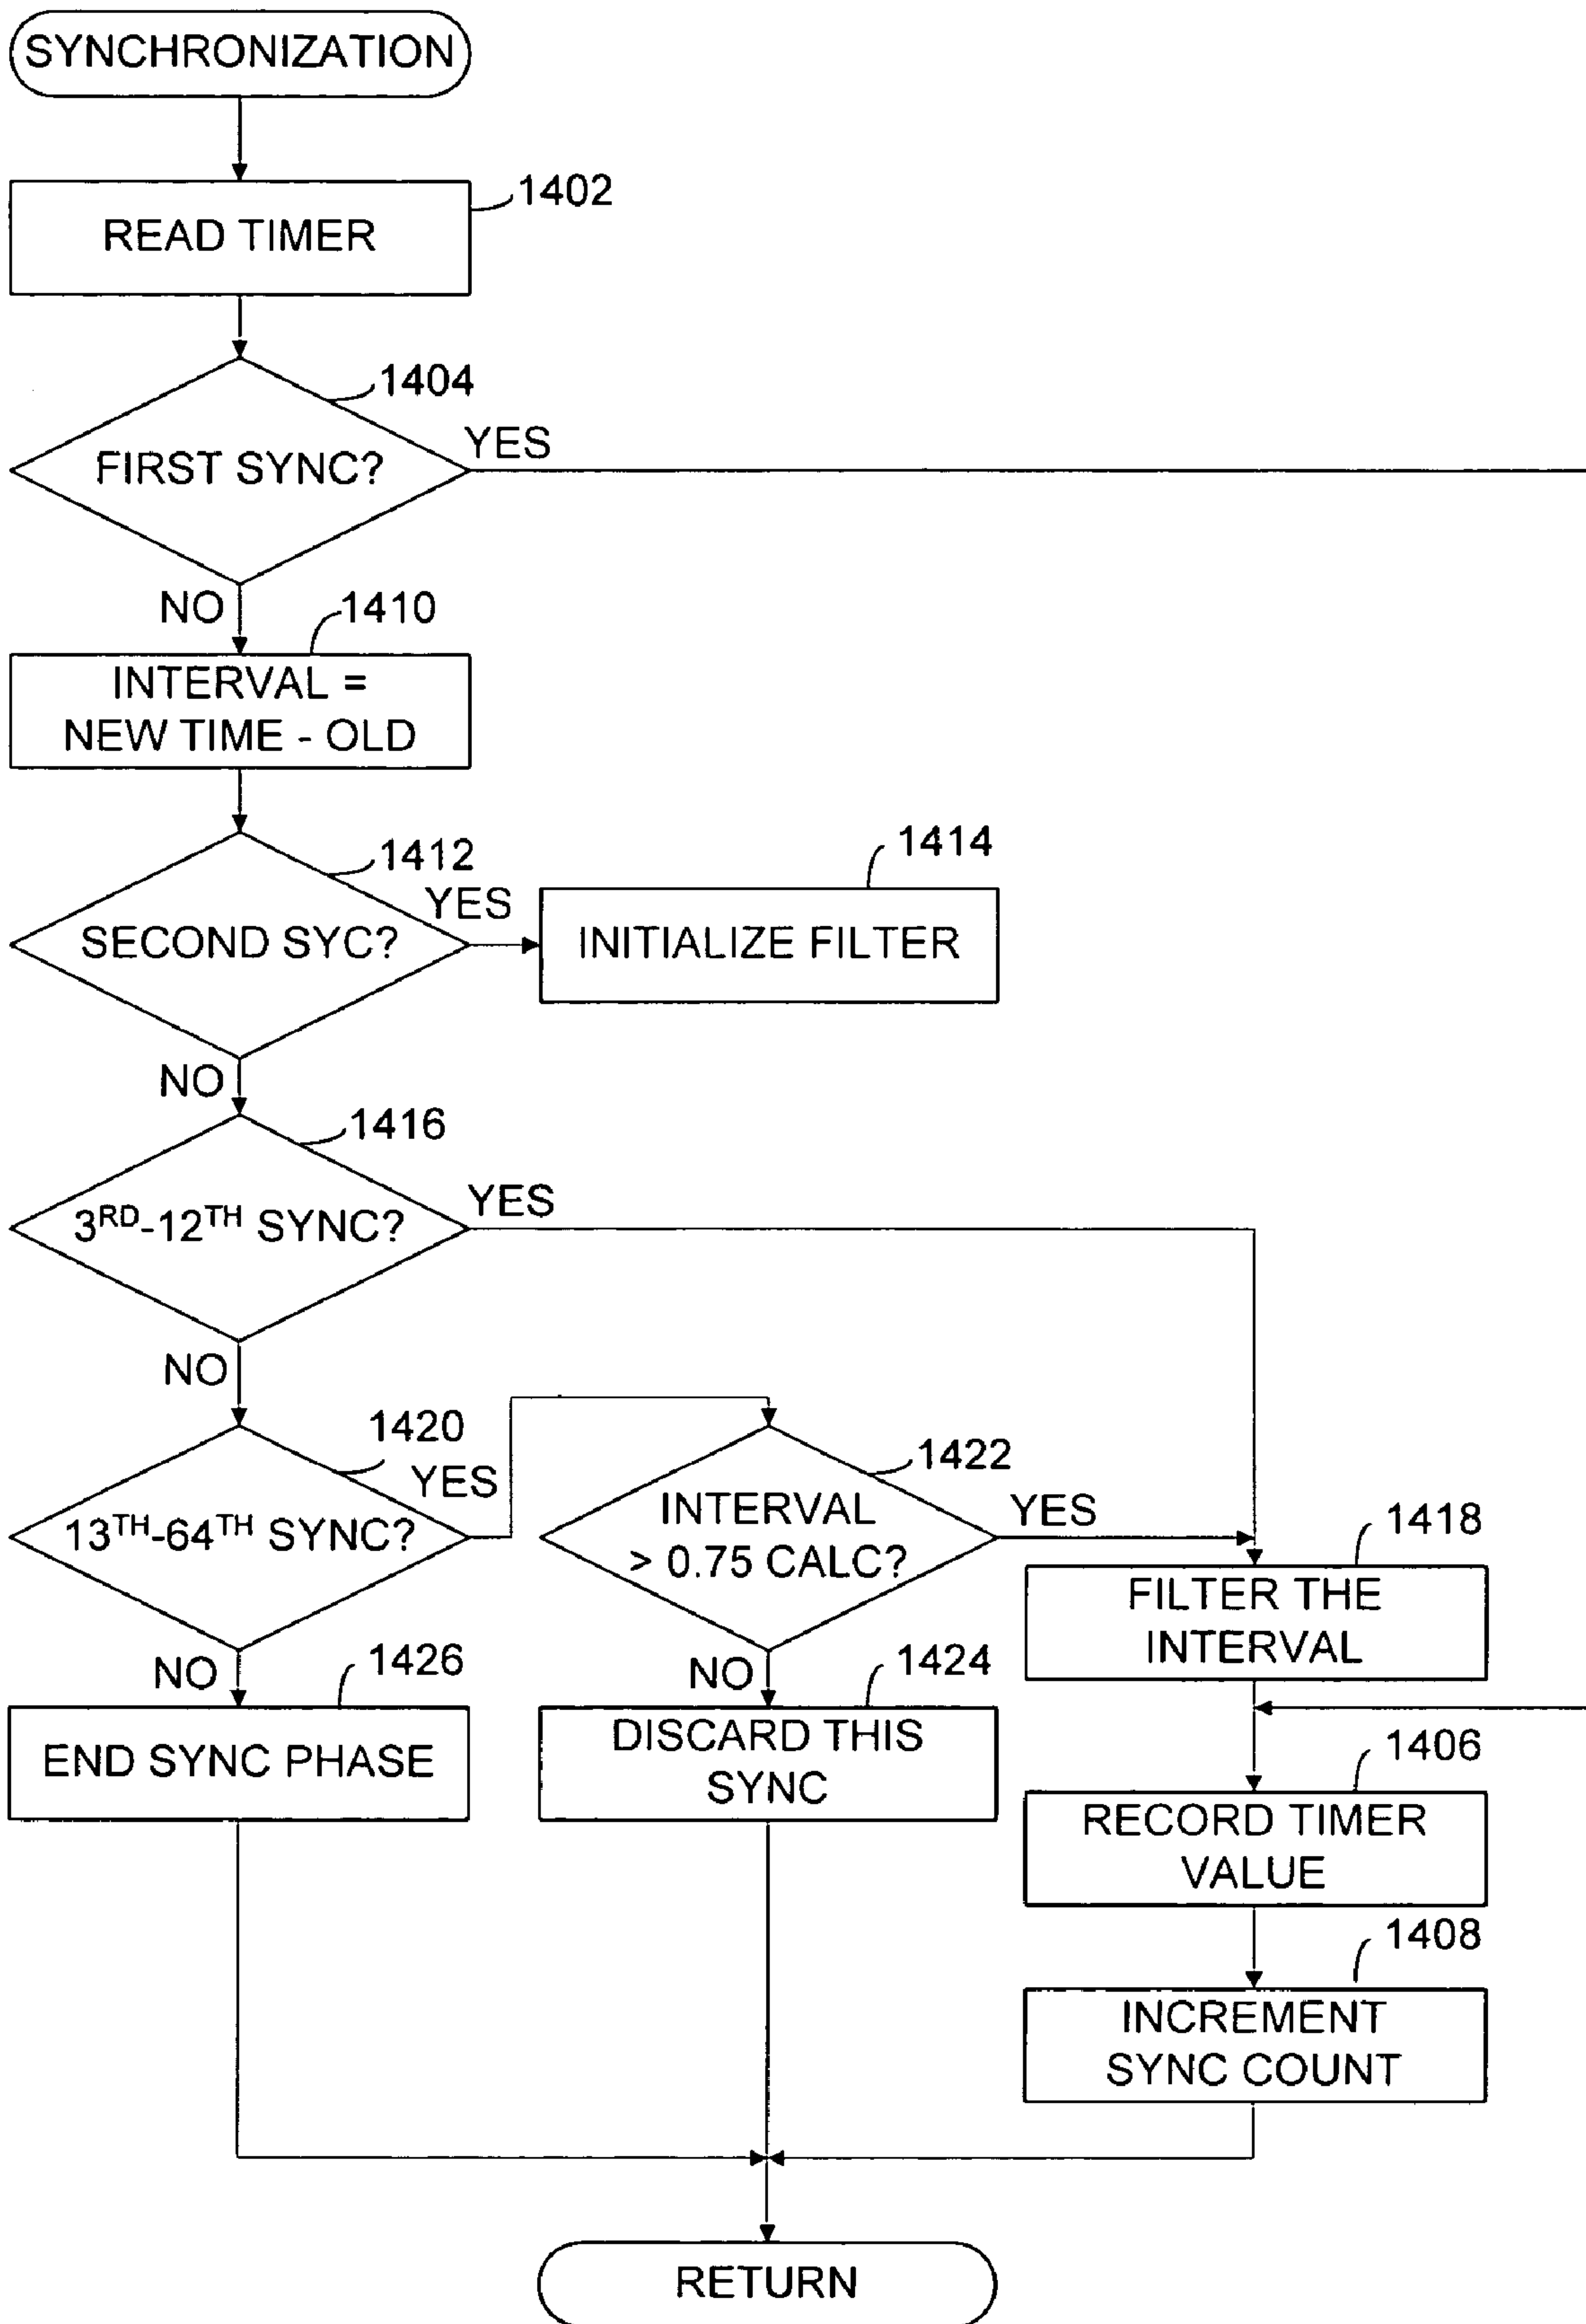 SYNCHRONIZATION
1402
READ TIMER
1404
YES
FIRST SYNC?
NO
1410
INTERVAL =
NEW TIME - OLD
1412
1414
YES
SECOND SYC?
INITIALIZE FILTER
NO
1416
YES
3RD-12TH SYNC?
NO
1420
YES
1422
13TH-64TH SYNC?
INTERVAL
> 0.75 CALC?
YES
1418
FILTER THE
INTERVAL
NO
1426
NO
1424
END SYNC PHASE
DISCARD THIS
SYNC
1406
RECORD TIMER
VALUE
1408
INCREMENT
SYNC COUNT
RETURN